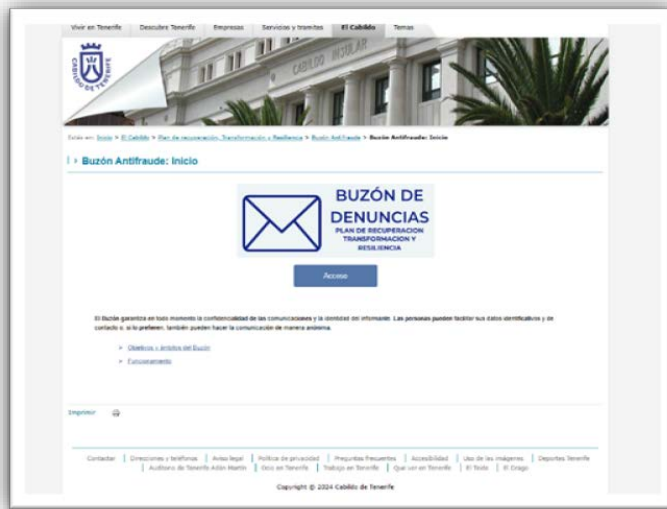 Vivir en Tenerife Descubre Tenerife Empresas Servicios y trámites El Cabildo Temas
CABILDO INSULAR
CABILDO DE TENERIFE
Estás en: Inicio > El Cabildo > Plan de recuperación, Transformación y Resiliencia > Buzón Antifraude > Buzón Antifraude: Inicio
> Buzón Antifraude: Inicio
BUZÓN DE
DENUNCIAS
PLAN DE RECUPERACION
TRANSFORMACION Y
RESILIENCIA
Acceso
El Buzón garantiza en todo momento la confidencialidad de las comunicaciones y la identidad del informante. Las personas pueden facilitar sus datos identificativos y de
contacto o, si lo prefieren, también pueden hacer la comunicación de manera anónima.
> Objetivos y ámbitos del Buzón
> Funcionamiento
Imprimir
Contactar | Direcciones y teléfonos | Aviso legal | Política de privacidad | Preguntas frecuentes | Accesibilidad | Uso de las imágenes | Deportes Tenerife
| Auditorio de Tenerife Adán Martín | Ocio en Tenerife | Trabajo en Tenerife | Qué ver en Tenerife | El Teide | El Drago
Copyright © 2024 Cabildo de Tenerife